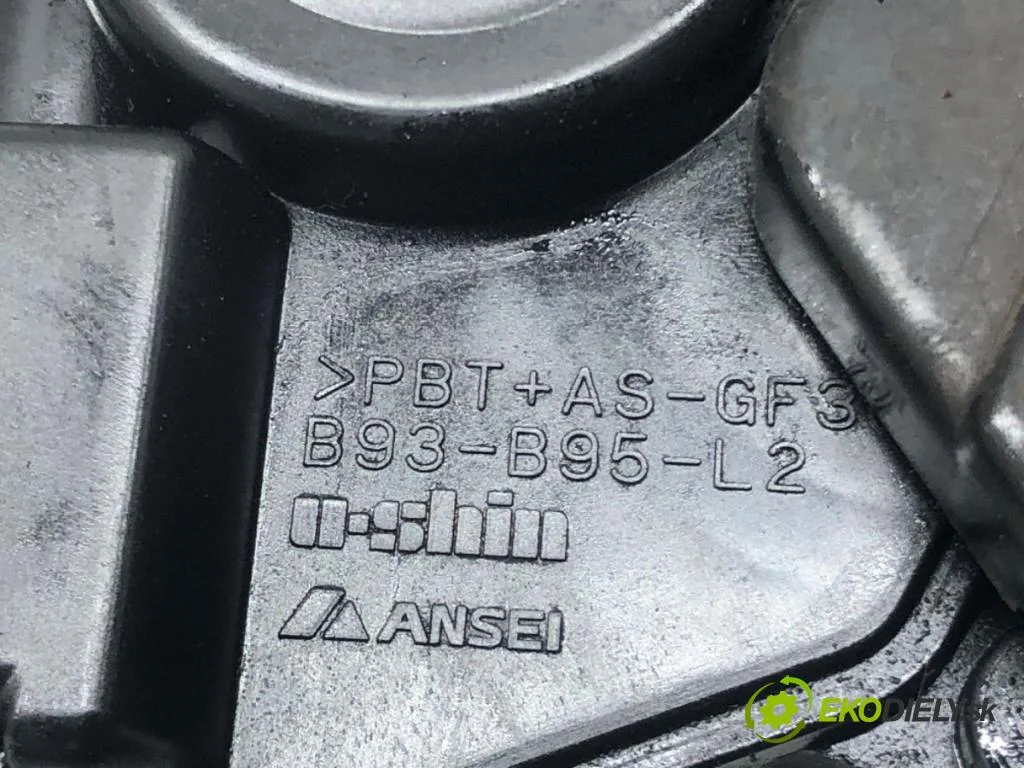 >PBT+AS-GF3
B93-B95-L2
u-shin
ANSEI
EKODIELY.sk